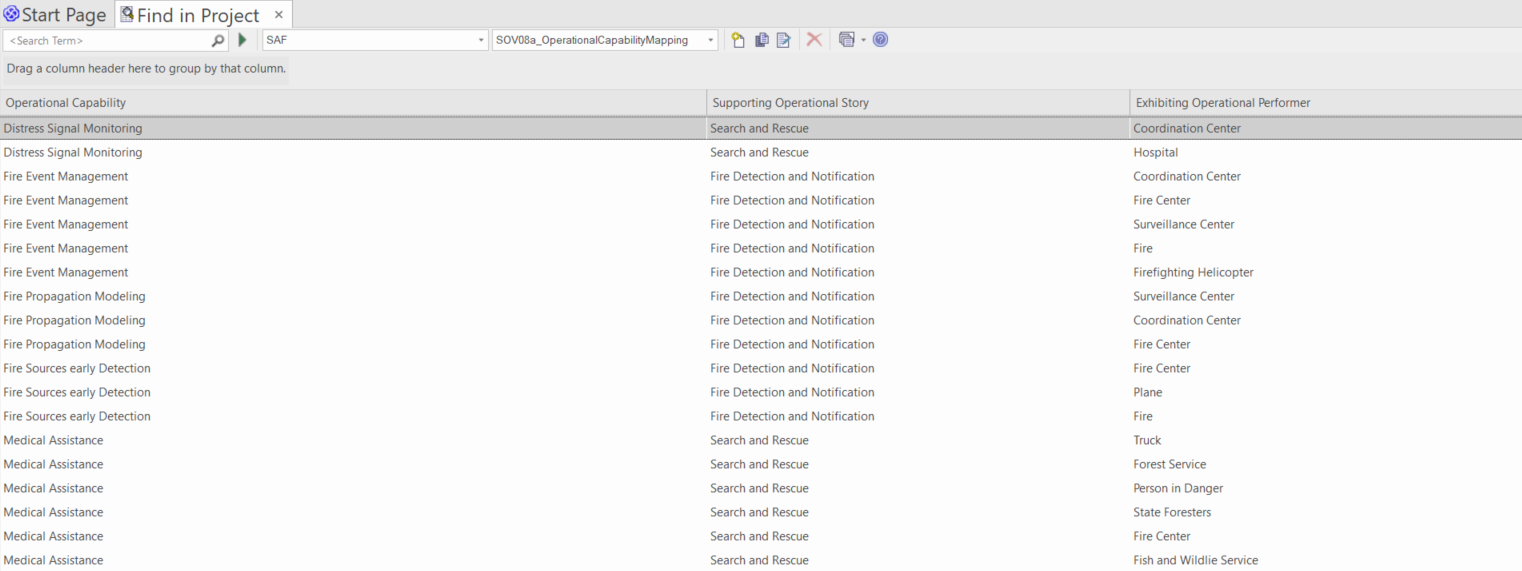 Start Page Find in Project ×
<Search Term> SAF SOV08a_OperationalCapabilityMapping
Drag a column header here to group by that column.
Operational Capability Supporting Operational Story Exhibiting Operational Performer
Distress Signal Monitoring Search and Rescue Coordination Center
Distress Signal Monitoring Search and Rescue Hospital
Fire Event Management Fire Detection and Notification Coordination Center
Fire Event Management Fire Detection and Notification Fire Center
Fire Event Management Fire Detection and Notification Surveillance Center
Fire Event Management Fire Detection and Notification Fire
Fire Event Management Fire Detection and Notification Firefighting Helicopter
Fire Propagation Modeling Fire Detection and Notification Surveillance Center
Fire Propagation Modeling Fire Detection and Notification Coordination Center
Fire Propagation Modeling Fire Detection and Notification Fire Center
Fire Sources early Detection Fire Detection and Notification Fire Center
Fire Sources early Detection Fire Detection and Notification Plane
Fire Sources early Detection Fire Detection and Notification Fire
Medical Assistance Search and Rescue Truck
Medical Assistance Search and Rescue Forest Service
Medical Assistance Search and Rescue Person in Danger
Medical Assistance Search and Rescue State Foresters
Medical Assistance Search and Rescue Fire Center
Medical Assistance Search and Rescue Fish and Wildlie Service